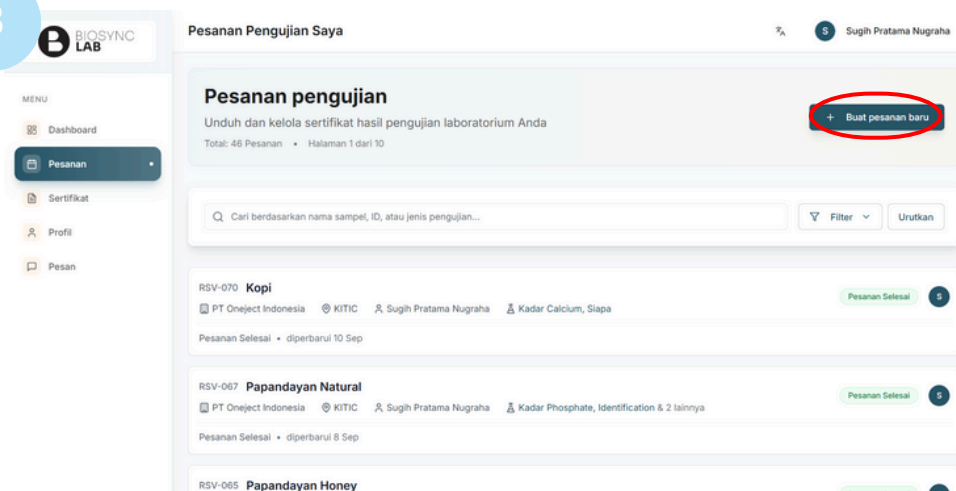 3
BIOSYNC
LAB
Pesanan Pengujian Saya
S Sugih Pratama Nugraha
MENU
Dashboard
Pesanan
Sertifikat
Profil
Pesan
Pesanan pengujian
Unduh dan kelola sertifikat hasil pengujian laboratorium Anda
Total: 46 Pesanan • Halaman 1 dari 10
+ Buat pesanan baru
Cari berdasarkan nama sampel, ID, atau jenis pengujian...
Filter
Urutkan
RSV-070 Kopi
PT Oneject Indonesia KITIC Sugih Pratama Nugraha Kadar Calcium, Siapa
Pesanan Selesai S
Pesanan Selesai • diperbarui 10 Sep
RSV-067 Papandayan Natural
PT Oneject Indonesia KITIC Sugih Pratama Nugraha Kadar Phosphate, Identification & 2 lainnya
Pesanan Selesai S
Pesanan Selesai • diperbarui 8 Sep
RSV-065 Papandayan Honey